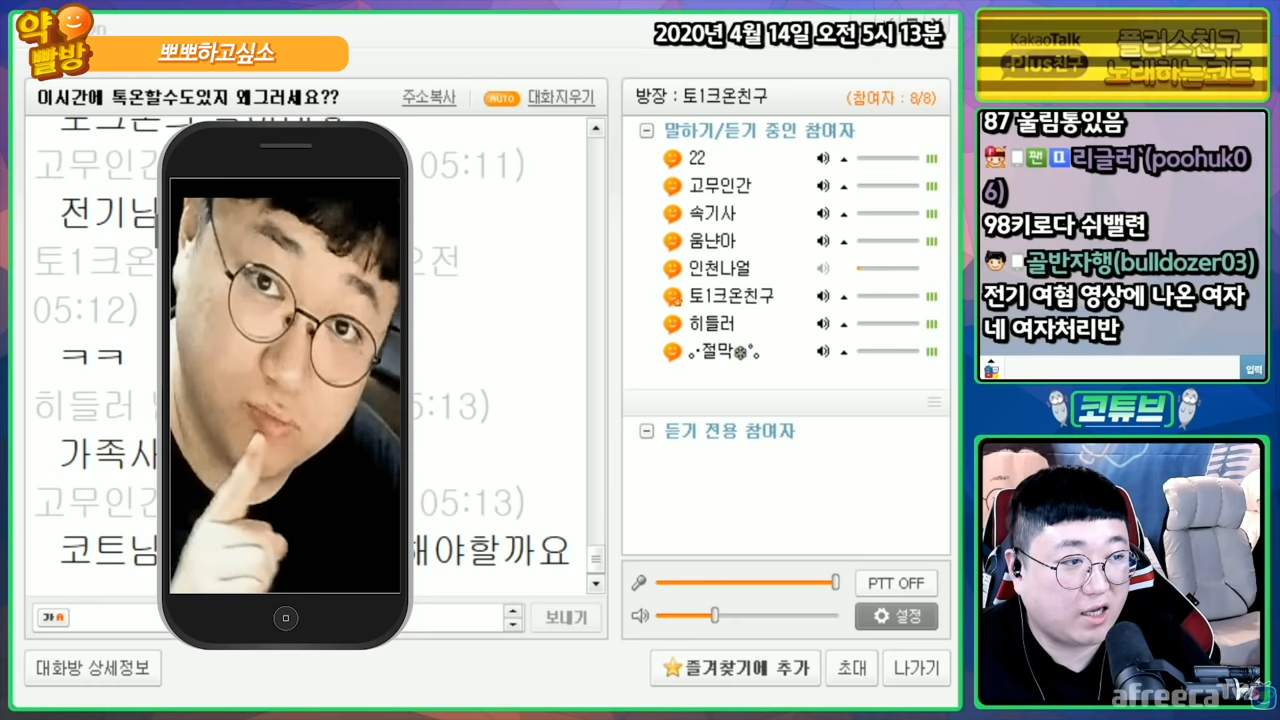 약빨방
뽀뽀하고싶소
2020년 4월 14일 오전 5시 13분
이시간에 톡온할수도있지 왜그러세요??
주소복사
AUTO
대화지우기
고무인간
05:11)
전기님
토1크온
오전
05:12)
ㅋㅋ
히들러
5:13)
가족사
고무인간
05:13)
코트님
해야할까요
가
보내기
대화방 상세정보
방장 : 토1크온친구
(참여자 : 8/8)
말하기/듣기 중인 참여자
22
고무인간
속기사
움냔아
인천나얼
토1크온친구
히들러
절막
듣기 전용 참여자
PTT OFF
설정
즐겨찾기에 추가
초대
나가기
KakaoTalk
Plus친구
플러스친구
노래하는코트
87 울림통있음
팬
리글러`(poohuk0
6)
98키로다 쉬밸련
골반자행(bulldozer03)
전기 여혐 영상에 나온 여자
네 여자처리반
입력
코튜브
afreecaTV